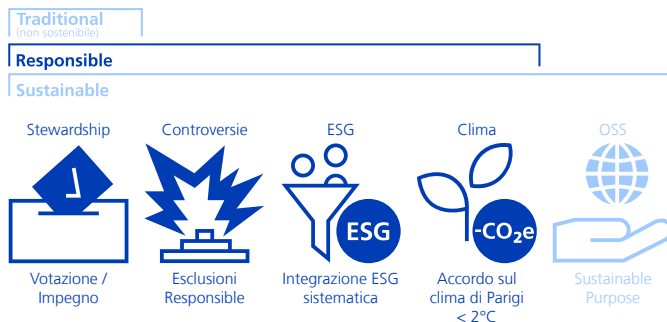 Traditional
(non sostenibile)
Responsible
Sustainable
Stewardship
Controversie
ESG
Clima
OSS
ESG
-CO₂e
Votazione /
Impegno
Esclusioni
Responsible
Integrazione ESG
sistematica
Accordo sul
clima di Parigi
< 2°C
Sustainable
Purpose